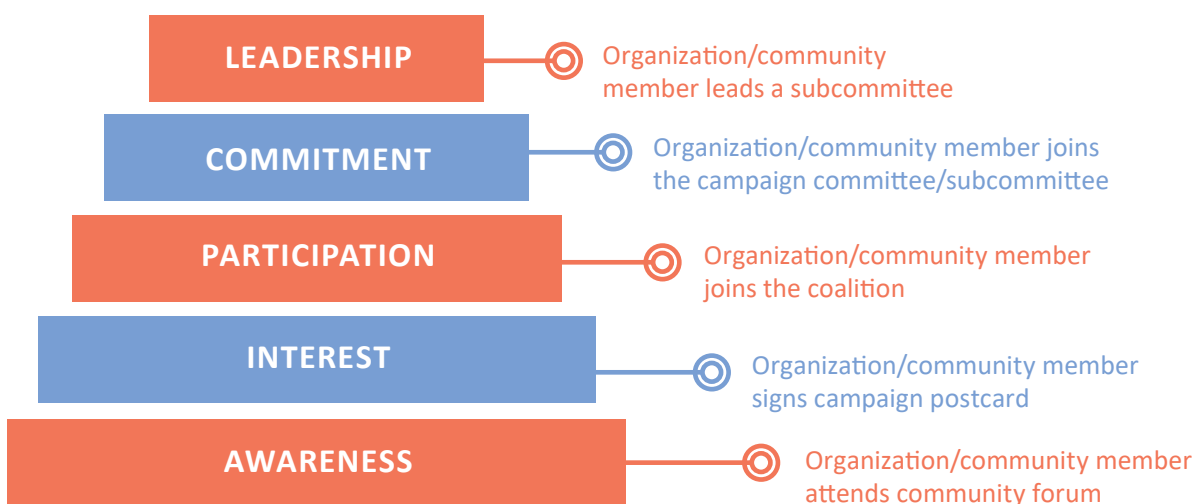 LEADERSHIP
Organization/community
member leads a subcommittee
COMMITMENT
Organization/community member joins
the campaign committee/subcommittee
PARTICIPATION
Organization/community member
joins the coalition
INTEREST
Organization/community member
signs campaign postcard
AWARENESS
Organization/community member
attends community forum